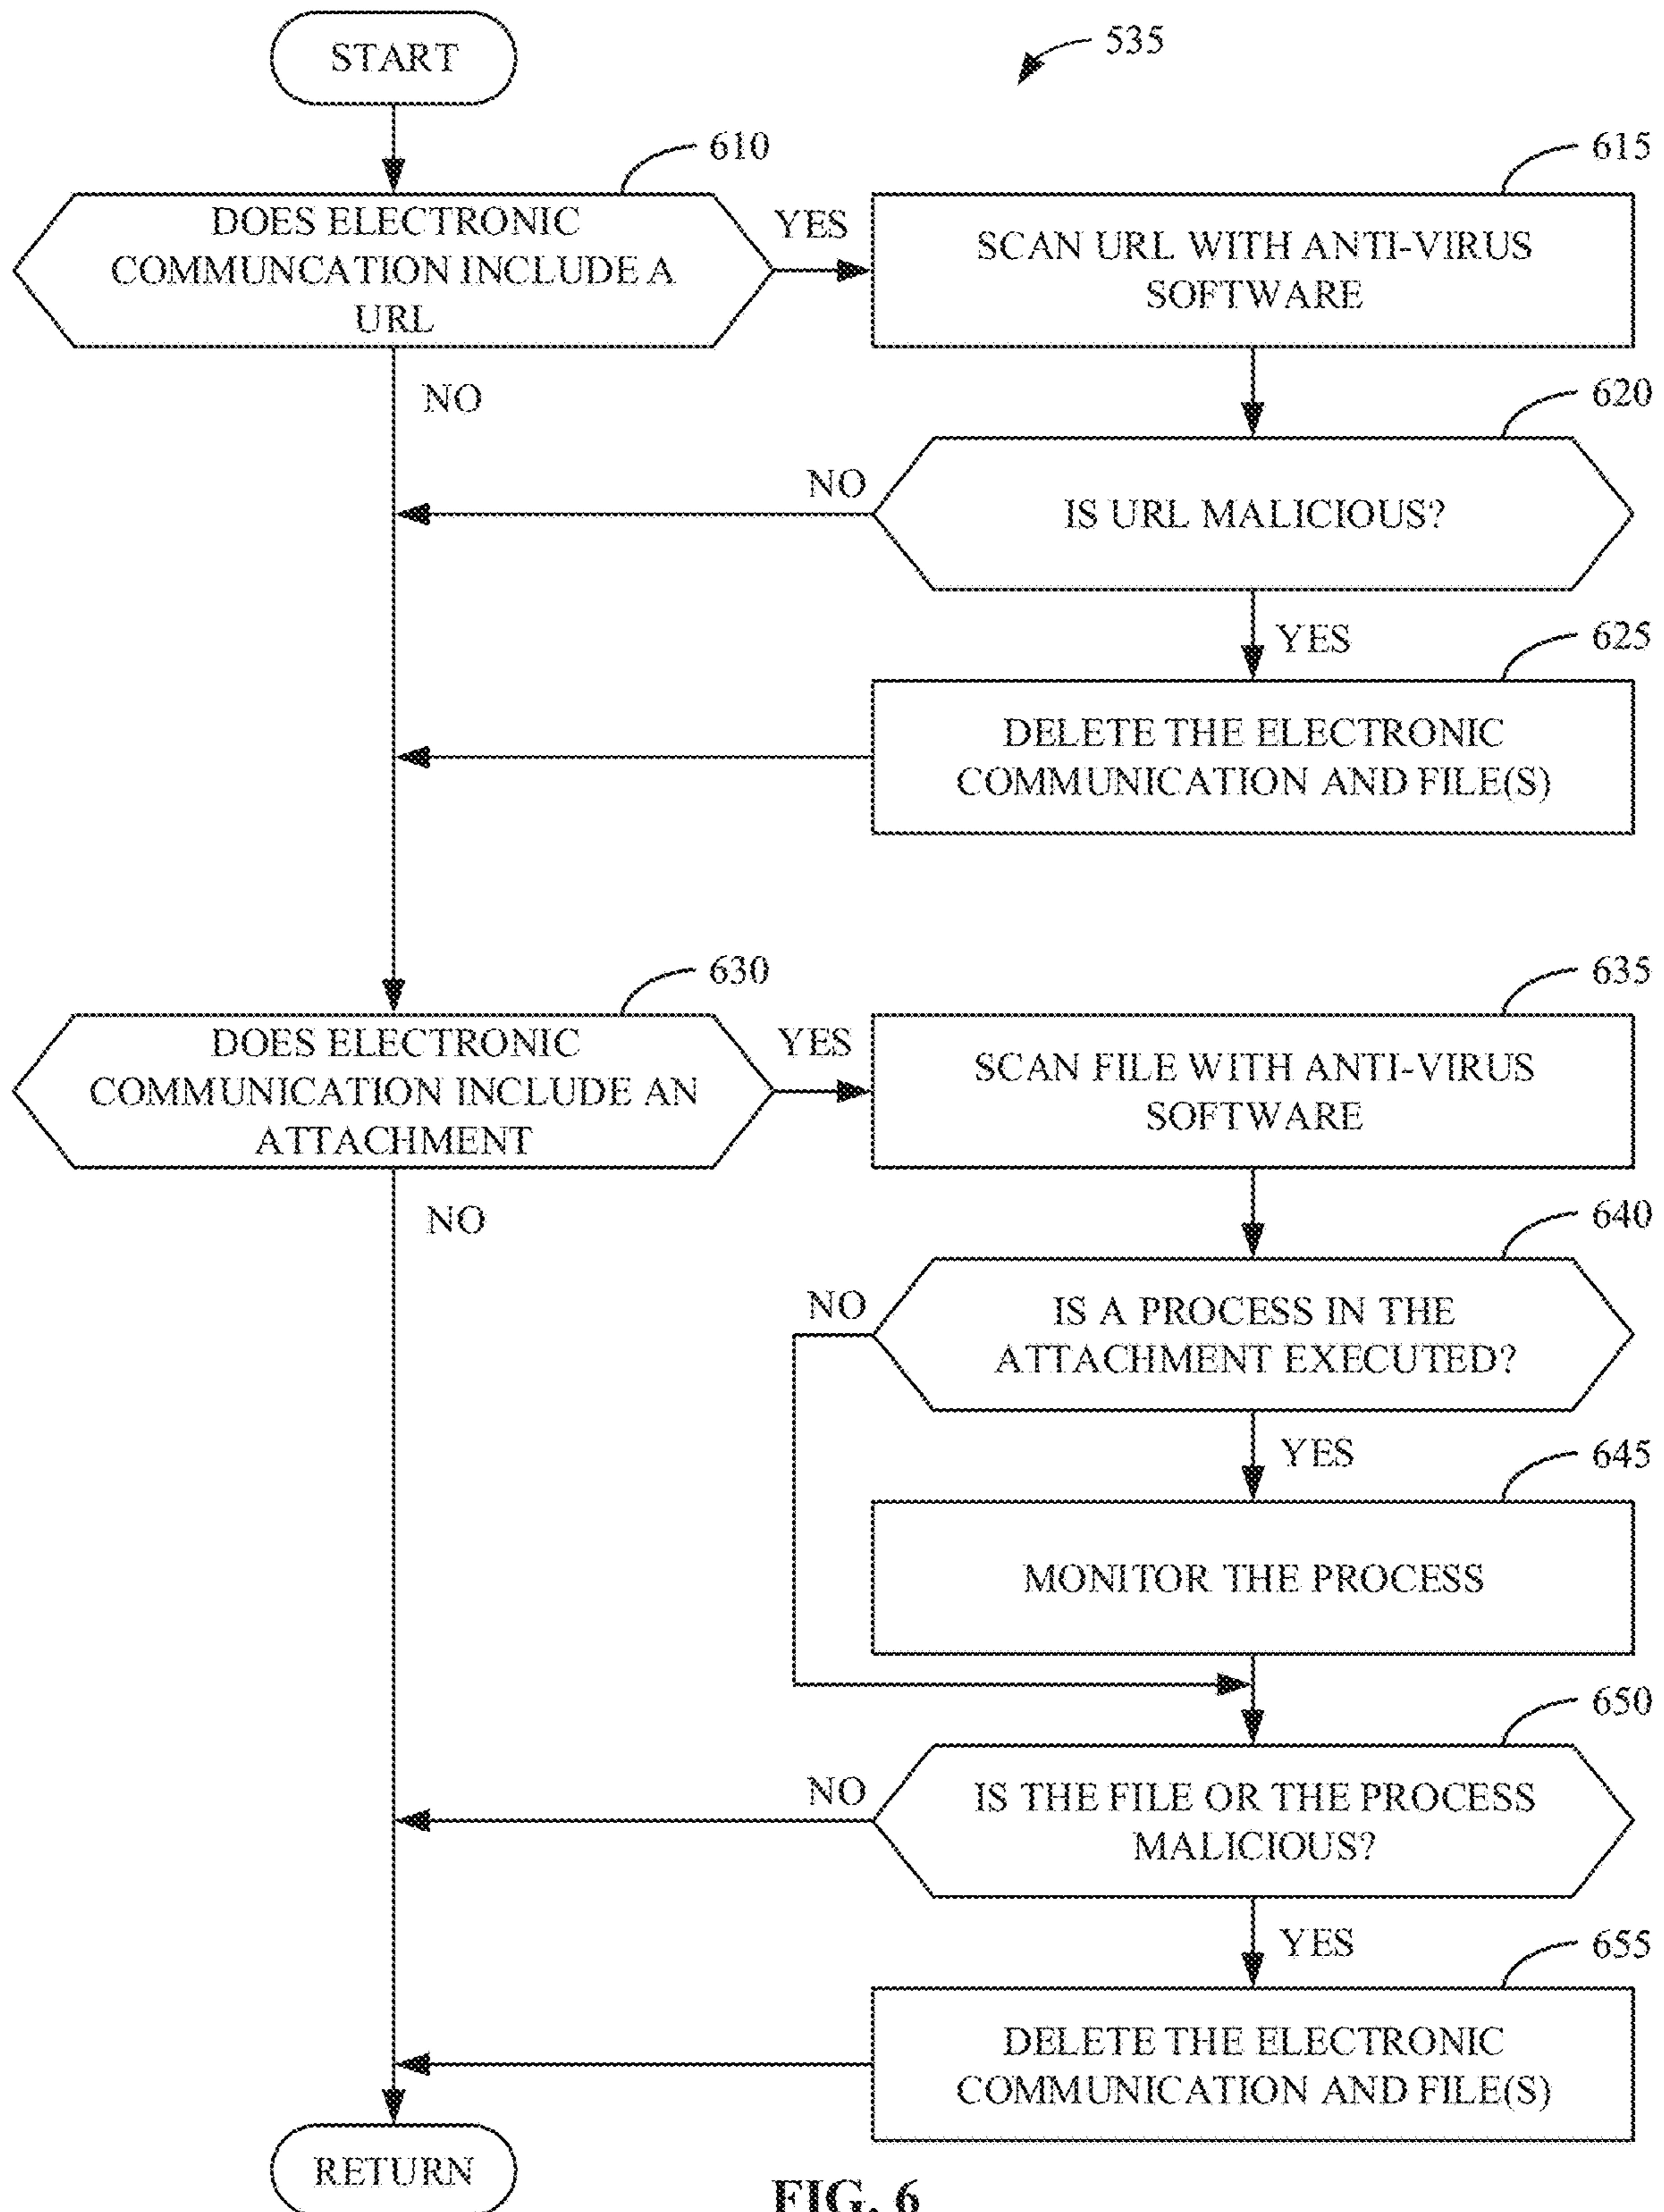 START
535
610
DOES ELECTRONIC
COMMUNCATION INCLUDE A
URL
YES
615
SCAN URL WITH ANTI-VIRUS
SOFTWARE
NO
620
NO
IS URL MALICIOUS?
YES
625
DELETE THE ELECTRONIC
COMMUNICATION AND FILE(S)
630
DOES ELECTRONIC
COMMUNICATION INCLUDE AN
ATTACHMENT
YES
635
SCAN FILE WITH ANTI-VIRUS
SOFTWARE
NO
640
NO
IS A PROCESS IN THE
ATTACHMENT EXECUTED?
YES
645
MONITOR THE PROCESS
650
NO
IS THE FILE OR THE PROCESS
MALICIOUS?
YES
655
DELETE THE ELECTRONIC
COMMUNICATION AND FILE(S)
RETURN
FIG. 6